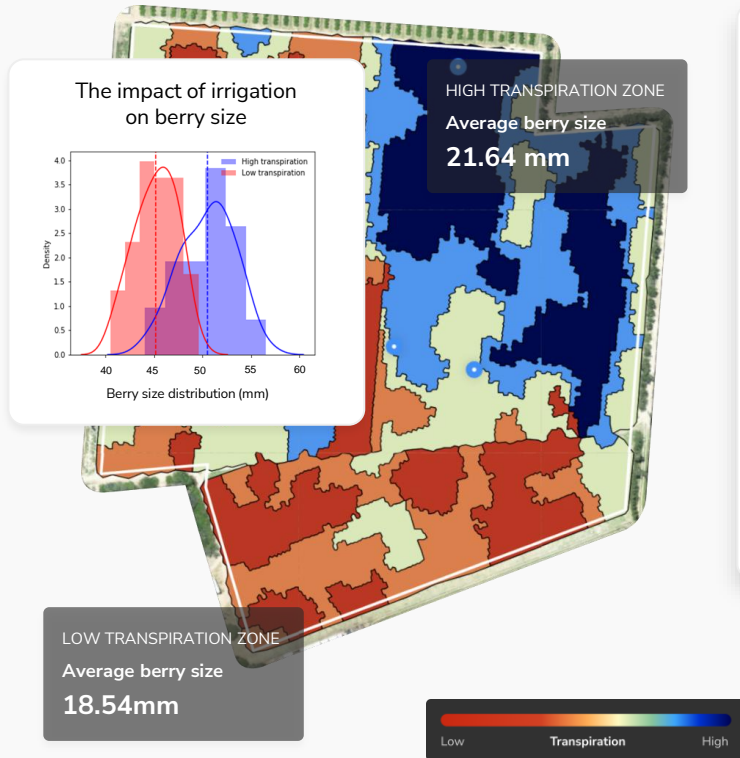 The impact of irrigation
on berry size
High transpiration
Low transpiration
Density
4.0
3.5
3.0
2.5
2.0
1.5
1.0
0.5
0.0
40 45 50 55 60
Berry size distribution (mm)
HIGH TRANSPIRATION ZONE
Average berry size
21.64 mm
LOW TRANSPIRATION ZONE
Average berry size
18.54mm
Low Transpiration High